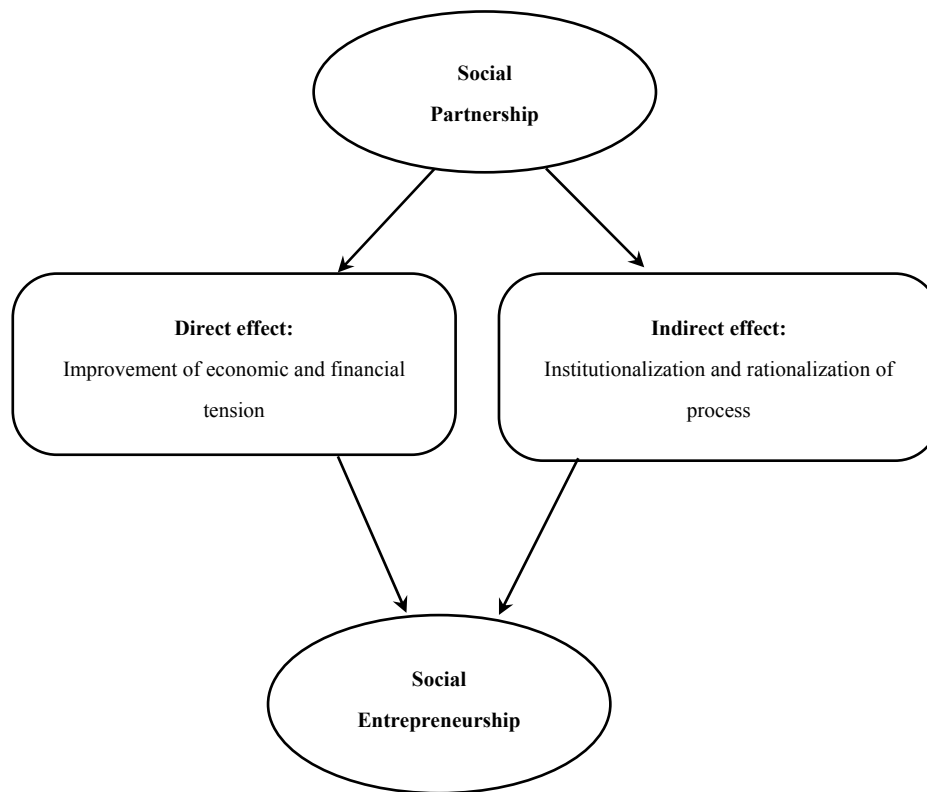 Social
Partnership
Direct effect:
Improvement of economic and financial
tension
Indirect effect:
Institutionalization and rationalization of
process
Social
Entrepreneurship